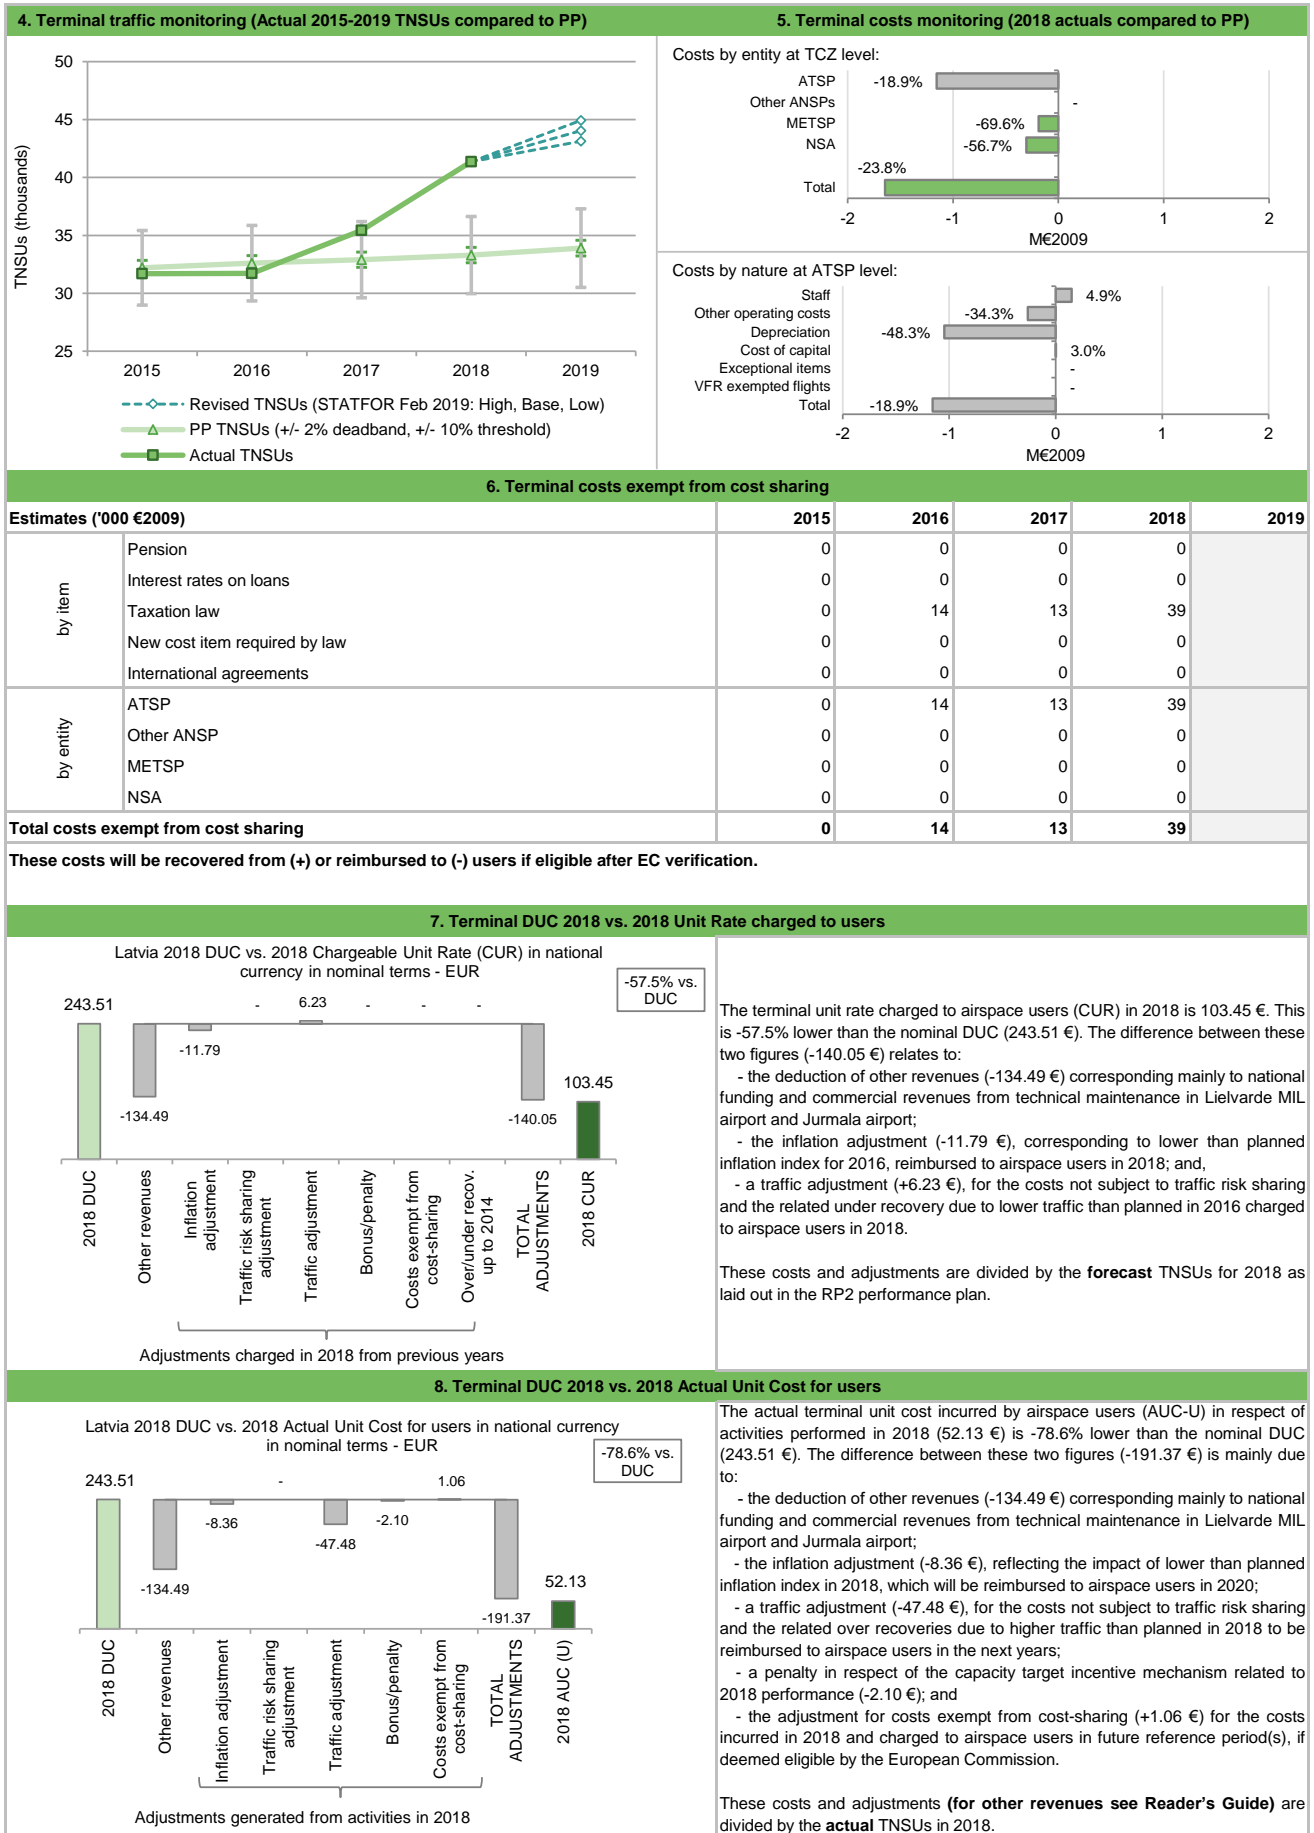 4. Terminal traffic monitoring (Actual 2015-2019 TNSUs compared to PP)
50
45
40
35
30
25
TNSUs (thousands)
2015 2016 2017 2018 2019
Revised TNSUs (STATFOR Feb 2019: High, Base, Low)
PP TNSUs (+/- 2% deadband, +/- 10% threshold)
Actual TNSUs
5. Terminal costs monitoring (2018 actuals compared to PP)
Costs by entity at TCZ level:
ATSP -18.9%
Other ANSPs -
METSP -69.6%
NSA -56.7%
-23.8%
Total
-2 -1 0 1 2
M€2009
Costs by nature at ATSP level:
Staff 4.9%
Other operating costs -34.3%
Depreciation -48.3%
Cost of capital 3.0%
Exceptional items -
VFR exempted flights -
Total -18.9%
-2 -1 0 1 2
M€2009
6. Terminal costs exempt from cost sharing
Estimates ('000 €2009) 2015 2016 2017 2018 2019
by item
Pension 0 0 0 0
Interest rates on loans 0 0 0 0
Taxation law 0 14 13 39
New cost item required by law 0 0 0 0
International agreements 0 0 0 0
by entity
ATSP 0 14 13 39
Other ANSP 0 0 0 0
METSP 0 0 0 0
NSA 0 0 0 0
Total costs exempt from cost sharing 0 14 13 39
These costs will be recovered from (+) or reimbursed to (-) users if eligible after EC verification.
7. Terminal DUC 2018 vs. 2018 Unit Rate charged to users
Latvia 2018 DUC vs. 2018 Chargeable Unit Rate (CUR) in national
currency in nominal terms - EUR
-57.5% vs.
DUC
243.51 - 6.23 - - -
-11.79
-134.49
-140.05
103.45
2018 DUC
Other revenues
Inflation
adjustment
Traffic risk sharing
adjustment
Traffic adjustment
Bonus/penalty
Costs exempt from
cost-sharing
Over/under recov.
up to 2014
TOTAL
ADJUSTMENTS
2018 CUR
Adjustments charged in 2018 from previous years
The terminal unit rate charged to airspace users (CUR) in 2018 is 103.45 €. This
is -57.5% lower than the nominal DUC (243.51 €). The difference between these
two figures (-140.05 €) relates to:
- the deduction of other revenues (-134.49 €) corresponding mainly to national
funding and commercial revenues from technical maintenance in Lielvarde MIL
airport and Jurmala airport;
- the inflation adjustment (-11.79 €), corresponding to lower than planned
inflation index for 2016, reimbursed to airspace users in 2018; and,
- a traffic adjustment (+6.23 €), for the costs not subject to traffic risk sharing
and the related under recovery due to lower traffic than planned in 2016 charged
to airspace users in 2018.
These costs and adjustments are divided by the forecast TNSUs for 2018 as
laid out in the RP2 performance plan.
8. Terminal DUC 2018 vs. 2018 Actual Unit Cost for users
Latvia 2018 DUC vs. 2018 Actual Unit Cost for users in national currency
in nominal terms - EUR
-78.6% vs.
DUC
243.51 - 1.06
-8.36
-2.10
-47.48
-134.49
-191.37
52.13
2018 DUC
Other revenues
Inflation adjustment
Traffic risk sharing
adjustment
Traffic adjustment
Bonus/penalty
Costs exempt from
cost-sharing
TOTAL
ADJUSTMENTS
2018 AUC (U)
Adjustments generated from activities in 2018
The actual terminal unit cost incurred by airspace users (AUC-U) in respect of
activities performed in 2018 (52.13 €) is -78.6% lower than the nominal DUC
(243.51 €). The difference between these two figures (-191.37 €) is mainly due
to:
- the deduction of other revenues (-134.49 €) corresponding mainly to national
funding and commercial revenues from technical maintenance in Lielvarde MIL
airport and Jurmala airport;
- the inflation adjustment (-8.36 €), reflecting the impact of lower than planned
inflation index in 2018, which will be reimbursed to airspace users in 2020;
- a traffic adjustment (-47.48 €), for the costs not subject to traffic risk sharing
and the related over recoveries due to higher traffic than planned in 2018 to be
reimbursed to airspace users in the next years;
- a penalty in respect of the capacity target incentive mechanism related to
2018 performance (-2.10 €); and
- the adjustment for costs exempt from cost-sharing (+1.06 €) for the costs
incurred in 2018 and charged to airspace users in future reference period(s), if
deemed eligible by the European Commission.
These costs and adjustments (for other revenues see Reader's Guide) are
divided by the actual TNSUs in 2018.